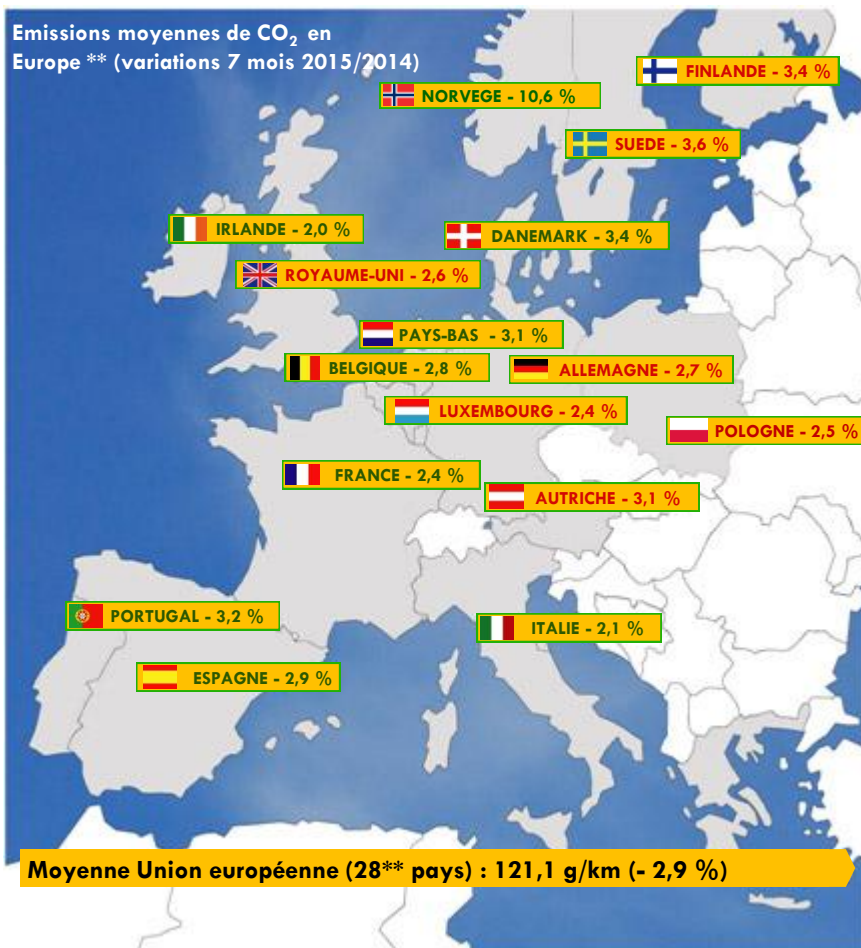 Emissions moyennes de CO₂ en
Europe ** (variations 7 mois 2015/2014)
FINLANDE - 3,4 %
NORVEGE - 10,6 %
SUEDE - 3,6 %
IRLANDE - 2,0 %
DANEMARK - 3,4 %
ROYAUME-UNI - 2,6 %
PAYS-BAS - 3,1 %
BELGIQUE - 2,8 %
ALLEMAGNE - 2,7 %
LUXEMBOURG - 2,4 %
POLOGNE - 2,5 %
FRANCE - 2,4 %
AUTRICHE - 3,1 %
PORTUGAL - 3,2 %
ITALIE - 2,1 %
ESPAGNE - 2,9 %
Moyenne Union européenne (28** pays) : 121,1 g/km (- 2,9 %)